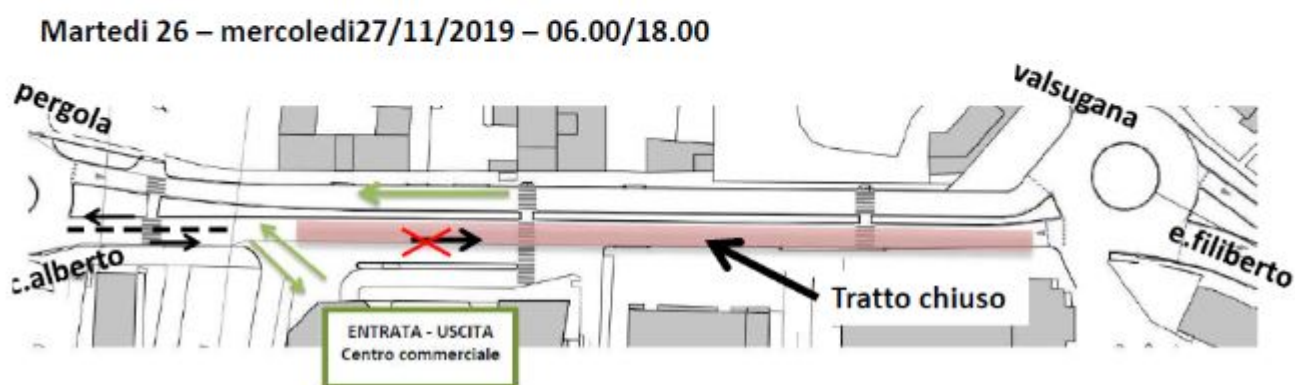 Martedi 26 – mercoledi27/11/2019 – 06.00/18.00
pergola
valsugana
c.alberto
e.filiberto
Tratto chiuso
ENTRATA - USCITA
Centro commerciale